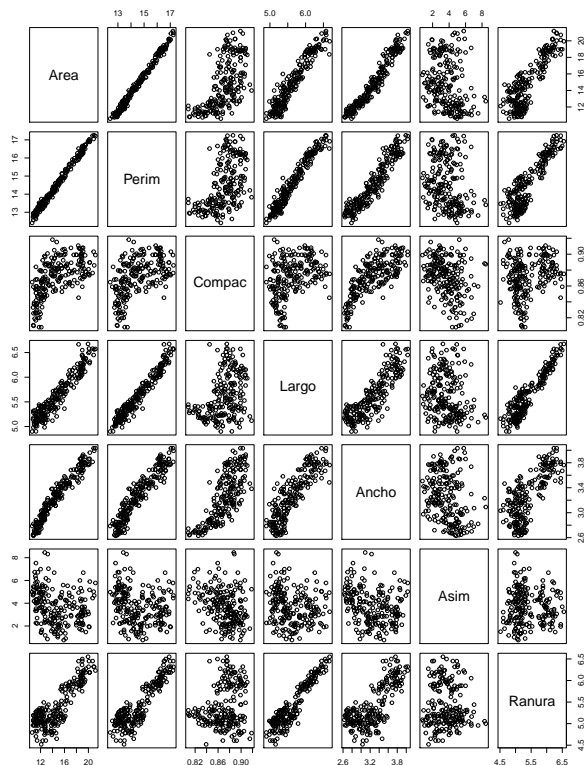 13 15 17
5.0 6.0
2 4 6 8
Area
12 14 16 18 20
13 14 15 16 17
Perim
Compac
0.82 0.86 0.90
5.0 5.5 6.0 6.5
Largo
Ancho
2.6 3.0 3.4 3.8
2 4 6 8
Asim
Ranura
4.5 5.0 5.5 6.0 6.5
12 16 20
0.82 0.86 0.90
2.6 3.2 3.8
4.5 5.5 6.5